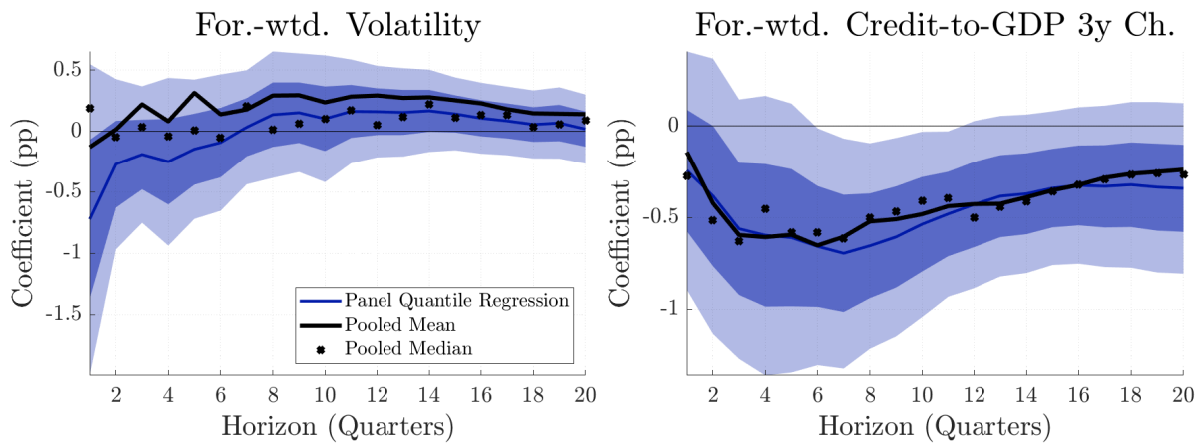 For.-wtd. Volatility
0.5
0
-0.5
-1
-1.5
Coefficient (pp)
2 4 6 8 10 12 14 16 18 20
Horizon (Quarters)
Panel Quantile Regression
Pooled Mean
Pooled Median
For.-wtd. Credit-to-GDP 3y Ch.
0
-0.5
-1
Coefficient (pp)
2 4 6 8 10 12 14 16 18 20
Horizon (Quarters)